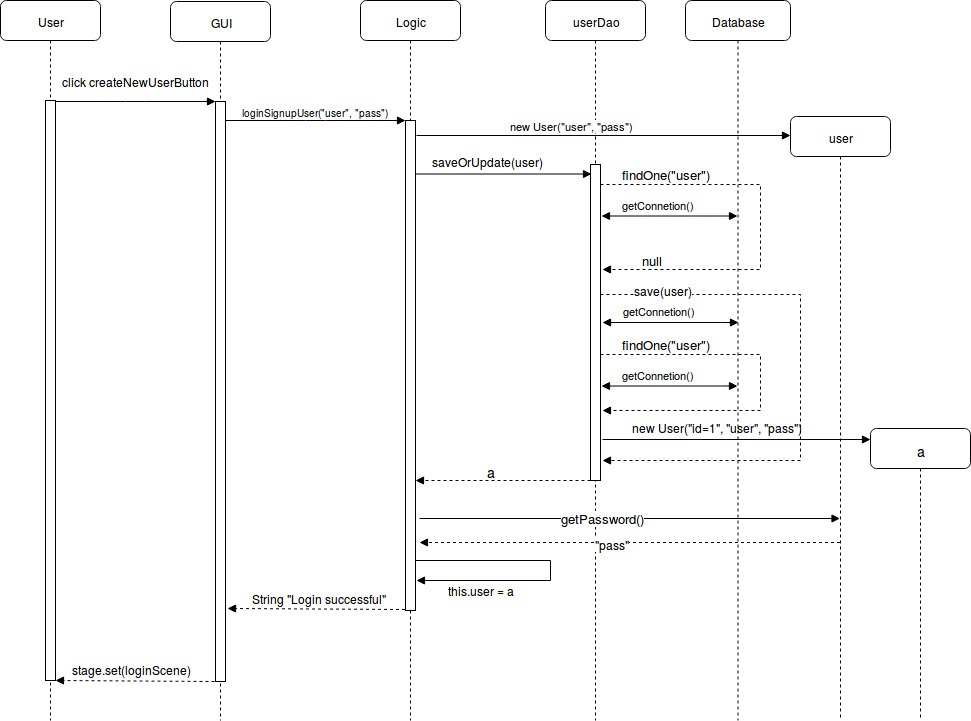 User
GUI
Logic
userDao
Database
click createNewUserButton
loginSignupUser("user", "pass")
new User("user", "pass")
user
saveOrUpdate(user)
findOne("user")
getConnetion()
null
save(user)
getConnetion()
findOne("user")
getConnetion()
new User("id=1", "user", "pass")
a
a
getPassword()
"pass"
this.user = a
String "Login successful"
stage.set(loginScene)